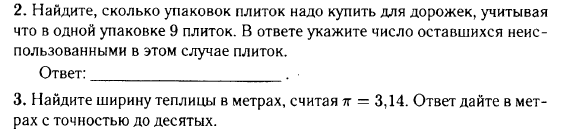 2. Найдите, сколько упаковок плиток надо купить для дорожек, учитывая
что в одной упаковке 9 плиток. В ответе укажите число оставшихся неис-
пользованными в этом случае плиток.
Ответ: ______________________ .
3. Найдите ширину теплицы в метрах, считая π = 3,14. Ответ дайте в мет-
рах с точностью до десятых.